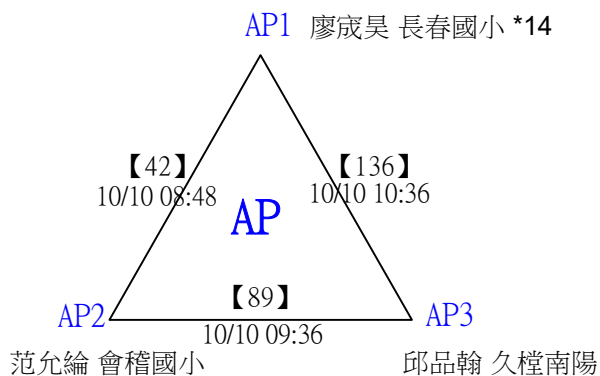 AP1 廖宬昊 長春國小 *14
【42】
10/10 08:48
【136】
10/10 10:36
AP
【89】
10/10 09:36
AP2
AP3
范允綸 會稽國小
邱品翰 久樘南陽